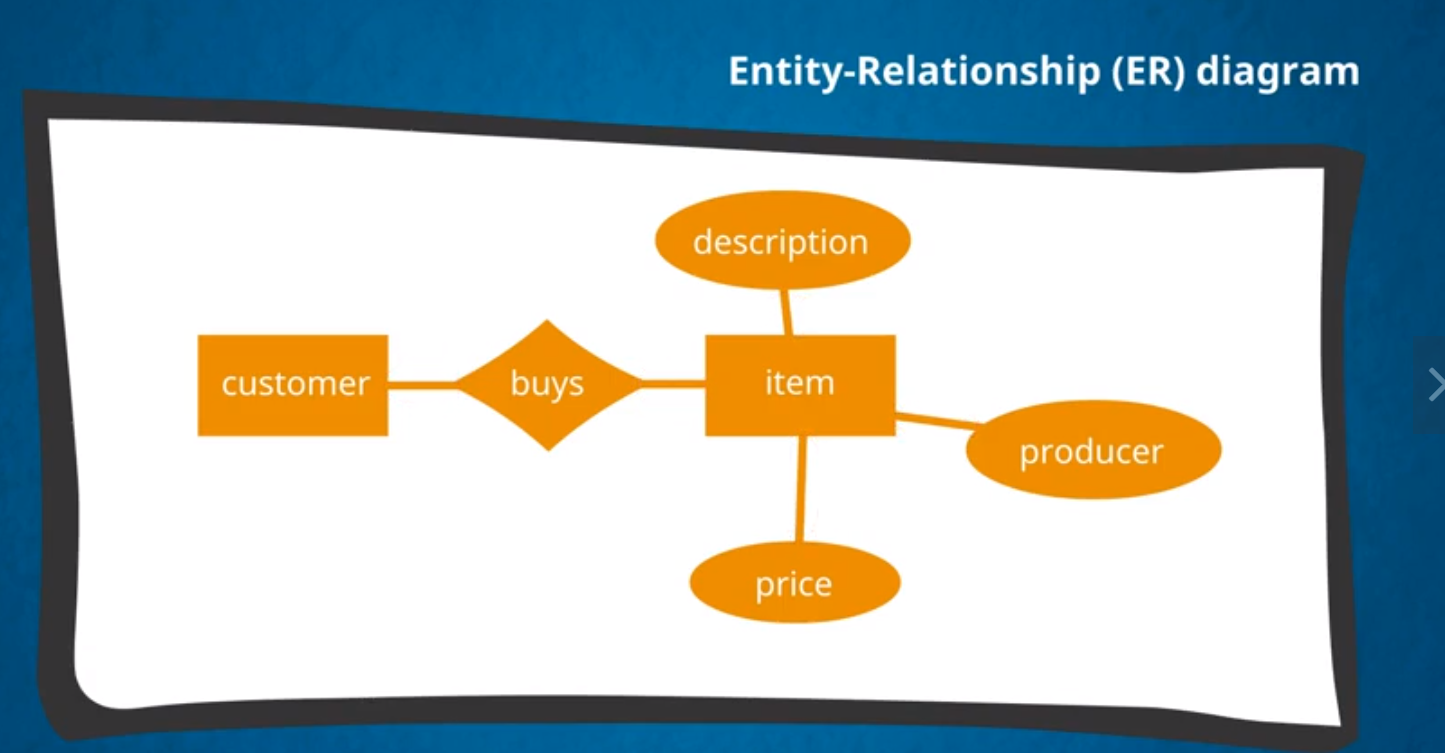 Entity-Relationship (ER) diagram
description
customer
buys
item
producer
price